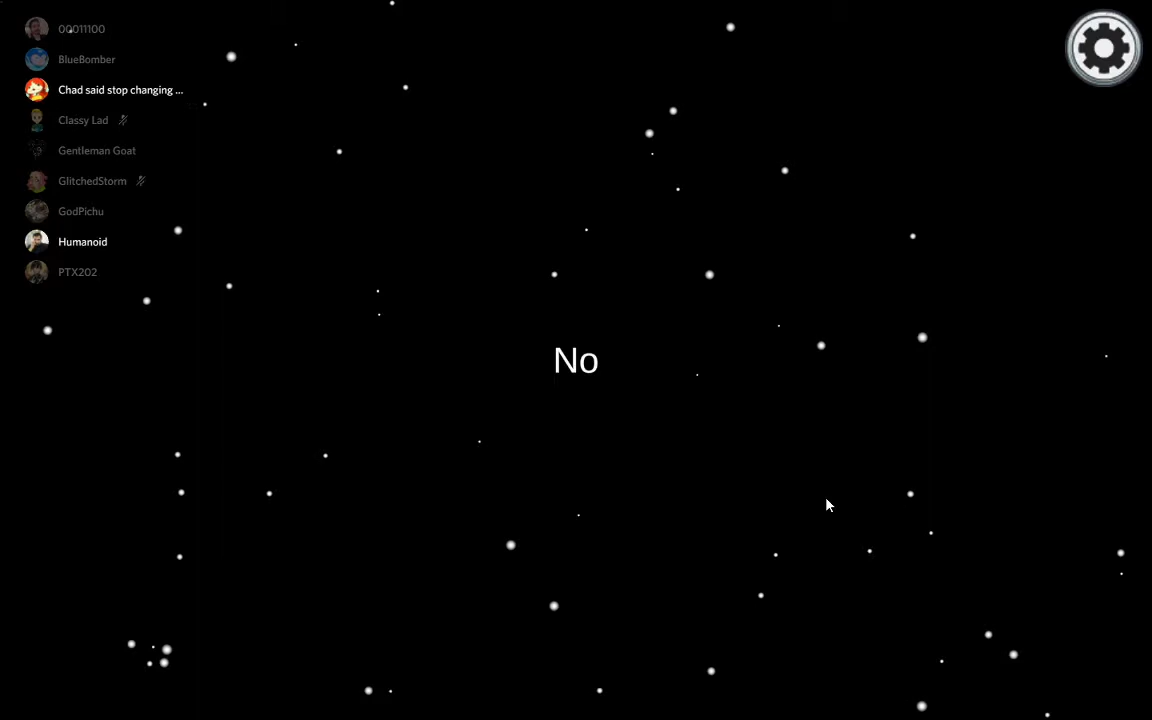 00011100
BlueBomber
Chad said stop changing ...
Classy Lad
Gentleman Goat
GlitchedStorm
GodPichu
Humanoid
PTX202
No